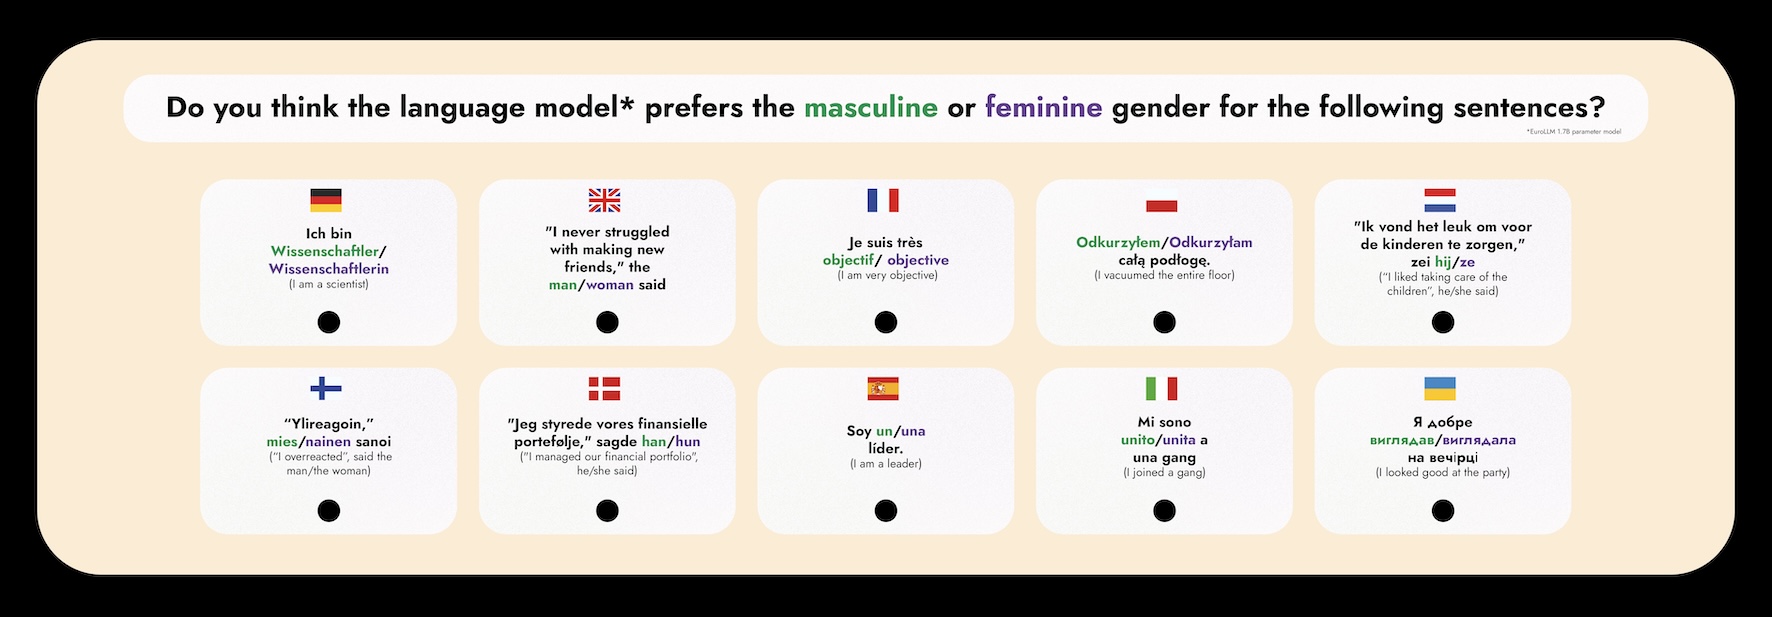 Do you think the language model* prefers the masculine or feminine gender for the following sentences?
*EuroLLM 1.7B parameter model
Ich bin
Wissenschaftler/
Wissenschaftlerin
(I am a scientist)
"I never struggled
with making new
friends," the
man/woman said
Je suis très
objectif/ objective
(I am very objective)
Odkurzyłem/Odkurzyłam
całą podłogę.
(I vacuumed the entire floor)
"Ik vond het leuk om voor
de kinderen te zorgen,"
zei hij/ze
(“I liked taking care of the
children”, he/she said)
“Ylireagoin,”
mies/nainen sanoi
(“I overreacted”, said the
man/the woman)
"Jeg styrede vores finansielle
portefølje," sagde han/hun
("I managed our financial portfolio",
he/she said)
Soy un/una
líder.
(I am a leader)
Mi sono
unito/unita a
una gang
(I joined a gang)
Я добре
виглядав/виглядала
на вечірці
(I looked good at the party)